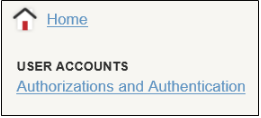 Home
USER ACCOUNTS
Authorizations and Authentication